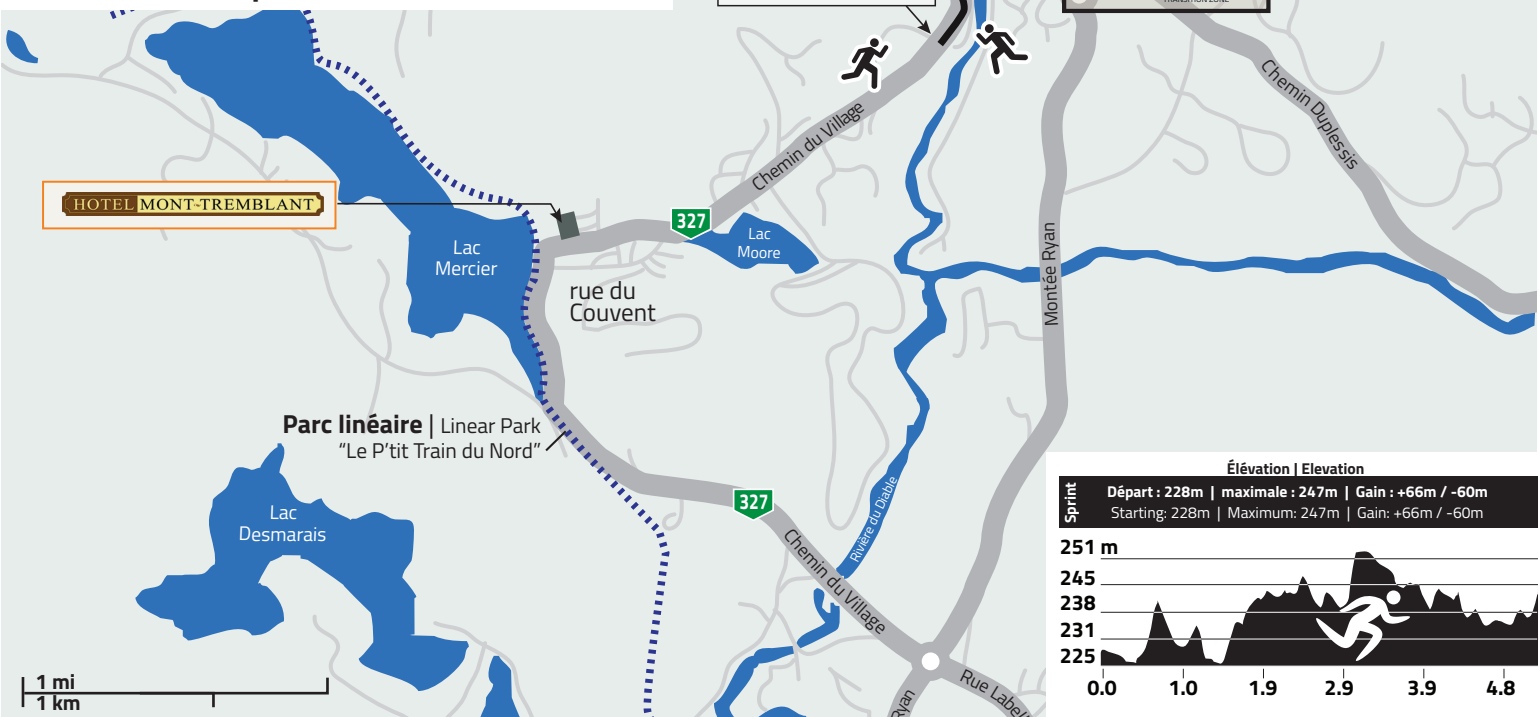 TRANSITION ZONE
Chemin Duplessis
Chemin du Village
HOTEL MONT-TREMBLANT
327
Lac
Moore
Lac
Mercier
Montée Ryan
rue du
Couvent
Parc linéaire | Linear Park
“Le P'tit Train du Nord”
327
Rivière du Diable
Lac
Desmarais
Chemin du Village
Élévation | Elevation
Sprint
Départ : 228m | maximale : 247m | Gain : +66m / -60m
Starting: 228m | Maximum: 247m | Gain: +66m / -60m
251 m
245
238
231
225
0.0 1.0 1.9 2.9 3.9 4.8
Rue Labell
Ryan
1 mi
1 km